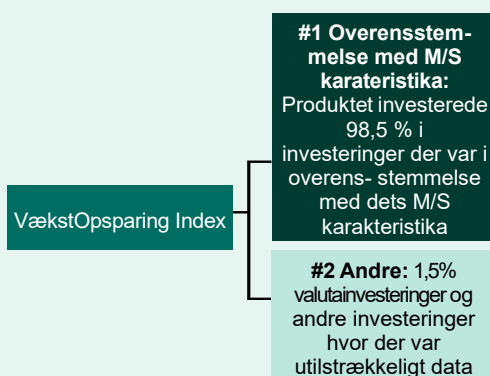 #1 Overensstem-
melse med M/S
karateristika:
Produktet investerede
98,5 % i
investeringer der var i
overens- stemmelse
med dets M/S
karakteristika
VækstOpsparing Index
#2 Andre: 1,5%
valutainvesteringer og
andre investeringer
hvor der var
utilstrækkeligt data